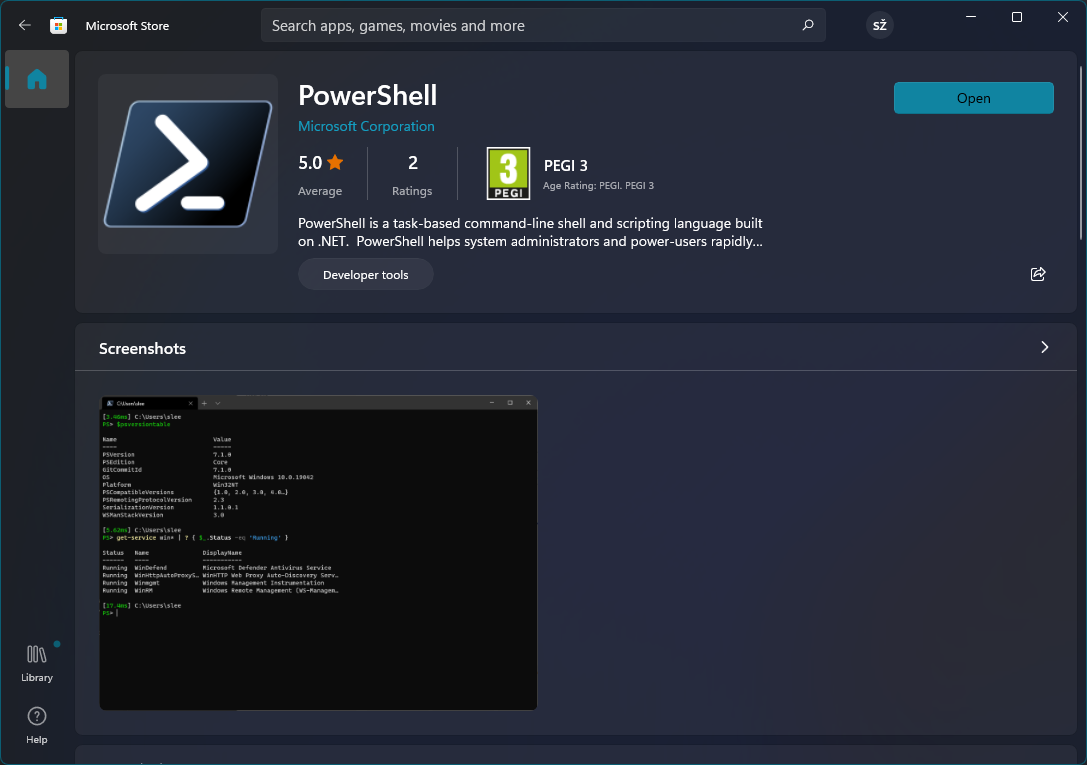 Microsoft Store
Search apps, games, movies and more
SŽ
PowerShell
Microsoft Corporation
5.0
Average
2
Ratings
3
PEGI
PEGI 3
Age Rating: PEGI. PEGI 3
Open
PowerShell is a task-based command-line shell and scripting language built
on .NET.  PowerShell helps system administrators and power-users rapidly...
Developer tools
Screenshots
C:\Users\slee
[3.40ms] C:\Users\slee
PS> $psversiontable
Name Value
---- -----
PSVersion 7.1.0
PSEdition Core
GitCommitId 7.1.0
OS Microsoft Windows 10.0.19042
Platform Win32NT
PSCompatibleVersions {1.0, 2.0, 3.0, 4.0…}
PSRemotingProtocolVersion 2.3
SerializationVersion 1.1.0.1
WSManStackVersion 3.0
[5.62ms] C:\Users\slee
PS> get-service win* | ? { $_.Status -eq 'Running' }
Status Name DisplayName
------ ---- -----------
Running WinDefend Microsoft Defender Antivirus Service
Running WinHttpAutoProxyS… WinHTTP Web Proxy Auto-Discovery Serv…
Running Winmgmt Windows Management Instrumentation
Running WinRM Windows Remote Management (WS-Managem…
[27.4ms] C:\Users\slee
PS>
Library
Help